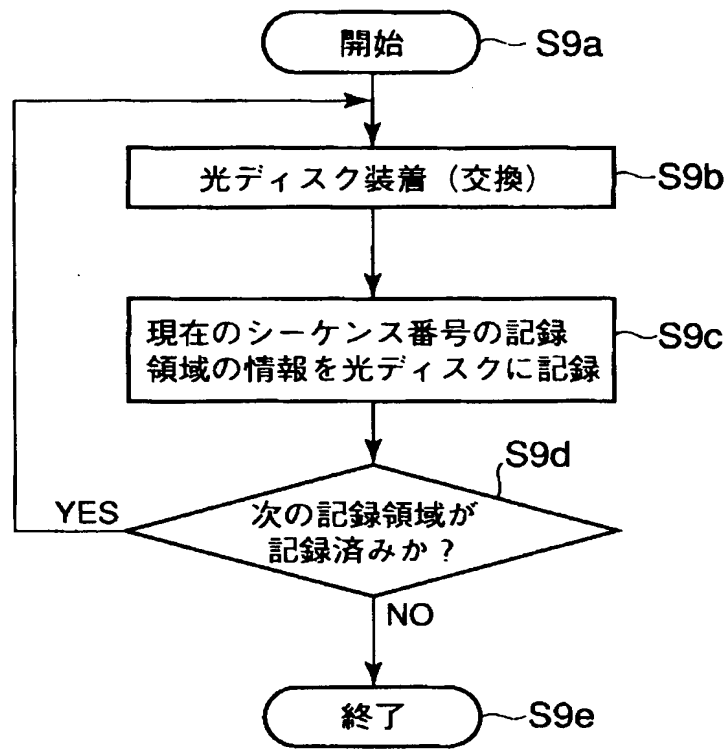 開始
S9a
光ディスク装着（交換）
S9b
現在のシーケンス番号の記録
領域の情報を光ディスクに記録
S9c
S9d
YES
次の記録領域が
記録済みか？
NO
終了
S9e